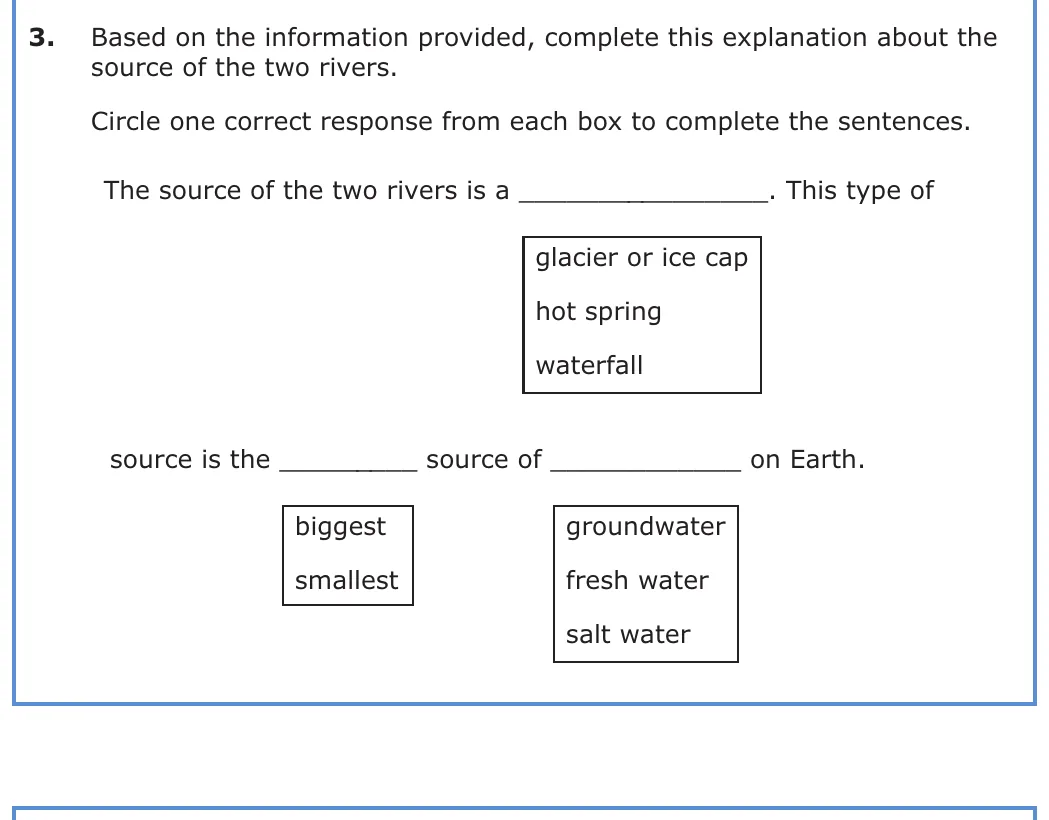 3. Based on the information provided, complete this explanation about the
source of the two rivers.
Circle one correct response from each box to complete the sentences.
The source of the two rivers is a ____________________. This type of
glacier or ice cap
hot spring
waterfall
source is the ___________ source of _______________ on Earth.
biggest
smallest
groundwater
fresh water
salt water